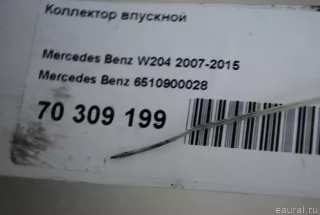 Коллектор впускной
Mercedes Benz W204 2007-2015
Mercedes Benz 6510900028
70 309 199
eaural.ru